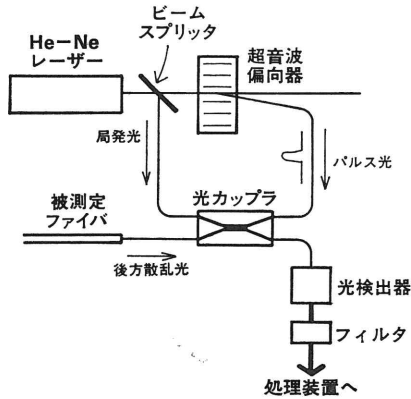 ビーム
スプリッタ
He－Ne
レーザー
超音波
偏向器
局発光
パルス光
被測定
ファイバ
光カップラ
後方散乱光
光検出器
フィルタ
処理装置へ